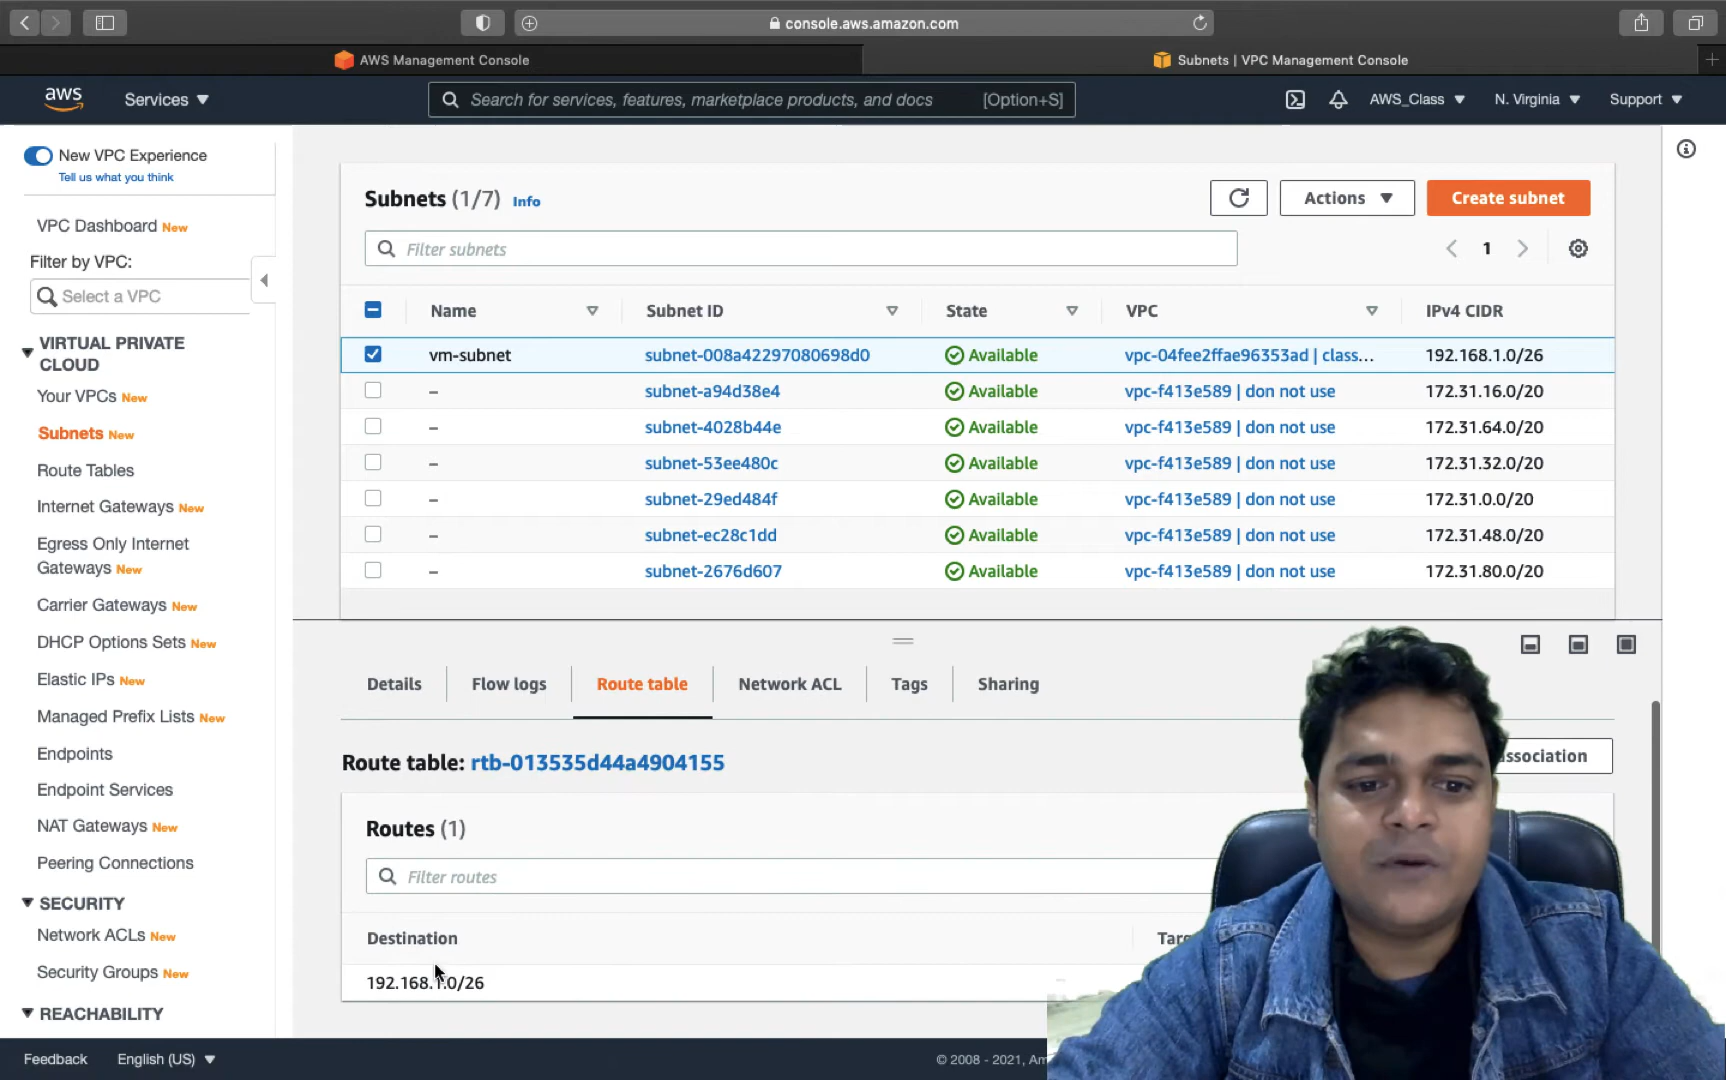 console.aws.amazon.com
AWS Management Console
Subnets | VPC Management Console
aws
Services
Search for services, features, marketplace products, and docs
[Option+S]
AWS_Class
N. Virginia
Support
New VPC Experience
Tell us what you think
VPC Dashboard New
Filter by VPC:
Select a VPC
VIRTUAL PRIVATE
CLOUD
Your VPCs New
Subnets New
Route Tables
Internet Gateways New
Egress Only Internet
Gateways New
Carrier Gateways New
DHCP Options Sets New
Elastic IPs New
Managed Prefix Lists New
Endpoints
Endpoint Services
NAT Gateways New
Peering Connections
SECURITY
Network ACLs New
Security Groups New
REACHABILITY
Subnets (1/7) Info
Actions
Create subnet
Filter subnets
1
Name Subnet ID State VPC IPv4 CIDR
vm-subnet subnet-008a42297080698d0 Available vpc-04fee2ffae96353ad | class... 192.168.1.0/26
– subnet-a94d38e4 Available vpc-f413e589 | don not use 172.31.16.0/20
– subnet-4028b44e Available vpc-f413e589 | don not use 172.31.64.0/20
– subnet-53ee480c Available vpc-f413e589 | don not use 172.31.32.0/20
– subnet-29ed484f Available vpc-f413e589 | don not use 172.31.0.0/20
– subnet-ec28c1dd Available vpc-f413e589 | don not use 172.31.48.0/20
– subnet-2676d607 Available vpc-f413e589 | don not use 172.31.80.0/20
Details
Flow logs
Route table
Network ACL
Tags
Sharing
Route table: rtb-013535d44a4904155
Routes (1)
Filter routes
Destination
192.168.1.0/26
Feedback
English (US)
© 2008 - 2021,